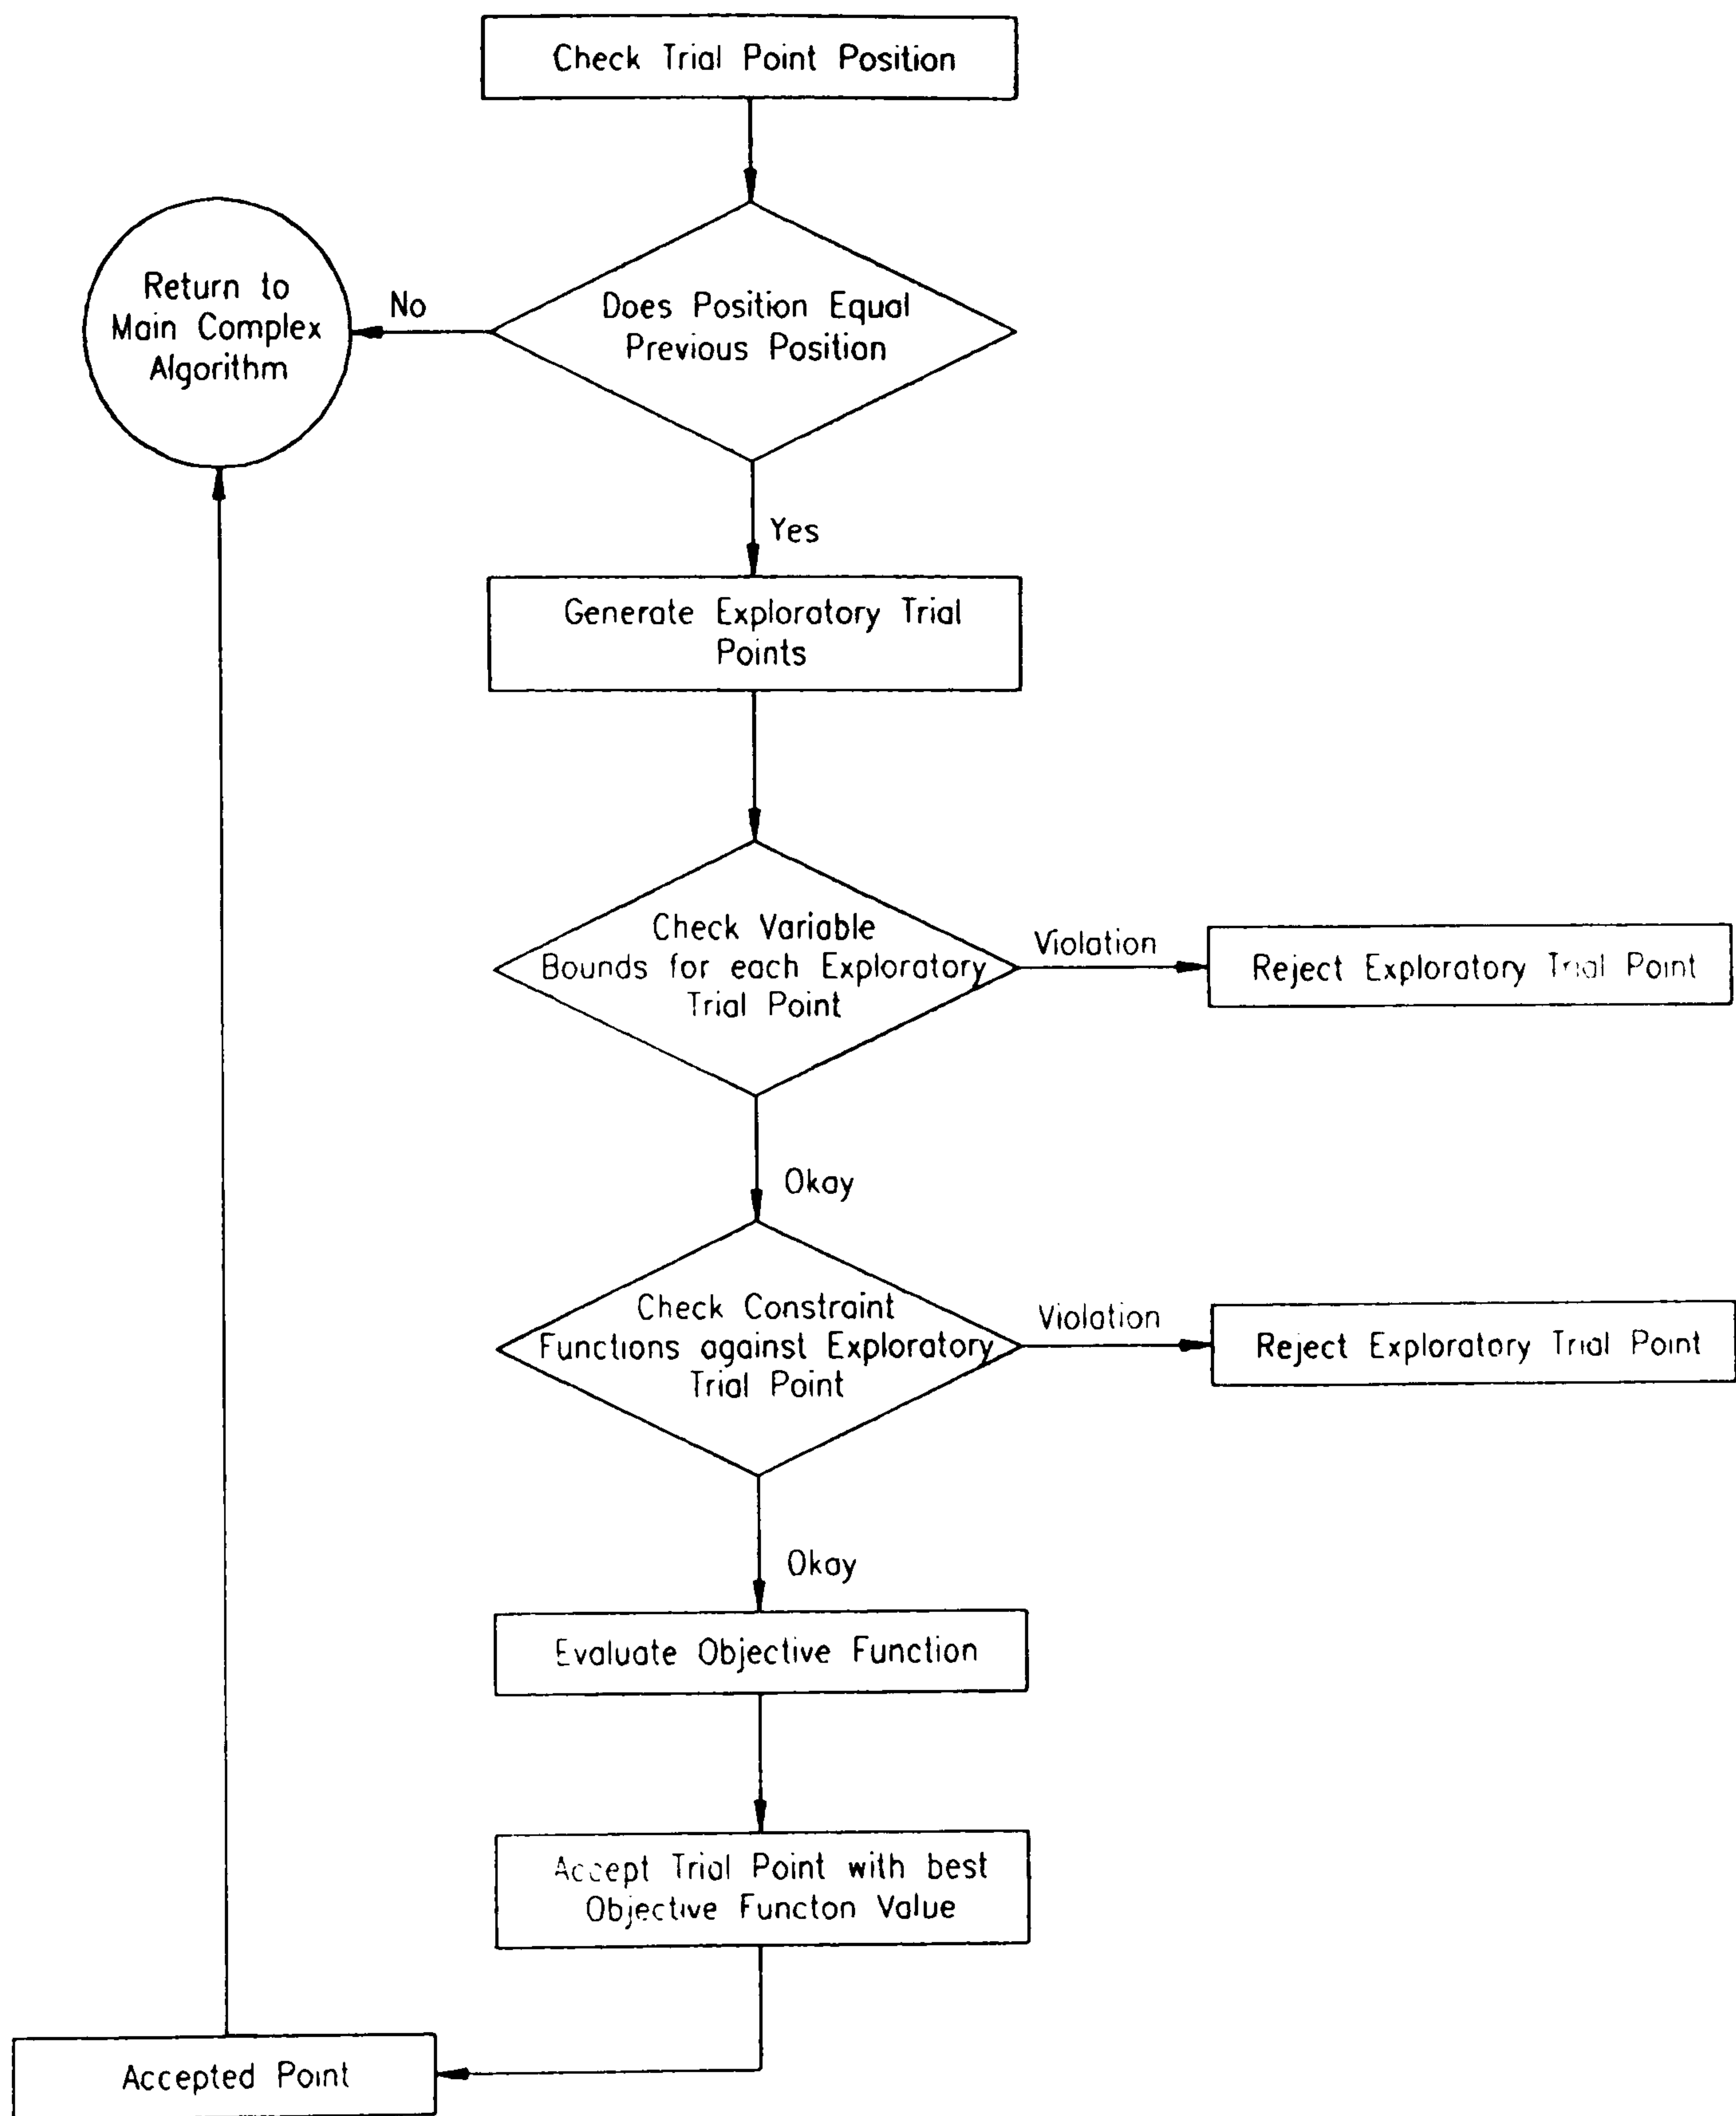 Check Trial Point Position
Return to
Main Complex
Algorithm
No
Does Position Equal
Previous Position
Yes
Generate Exploratory Trial
Points
Check Variable
Bounds for each Exploratory
Trial Point
Violation
Reject Exploratory Trial Point
Okay
Check Constraint
Functions against Exploratory
Trial Point
Violation
Reject Exploratory Trial Point
Okay
Evaluate Objective Function
Accept Trial Point with best
Objective Functon Value
Accepted Point